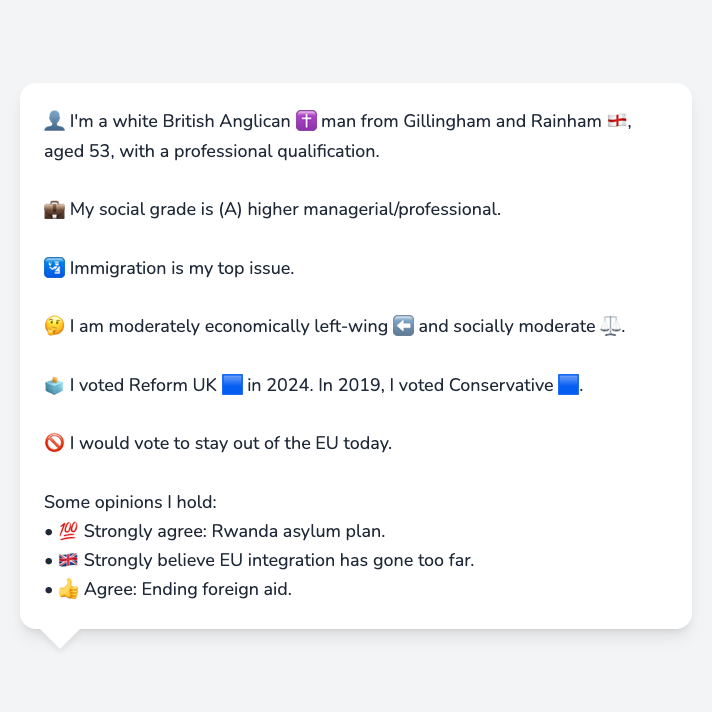 👤 I'm a white British Anglican ✝️ man from Gillingham and Rainham 🏴󠁧󠁢󠁥󠁮󠁧󠁿,
aged 53, with a professional qualification.
💼 My social grade is (A) higher managerial/professional.
🛂 Immigration is my top issue.
🤔 I am moderately economically left-wing ⬅️ and socially moderate ⚖️.
🗳️ I voted Reform UK 🟦 in 2024. In 2019, I voted Conservative 🟦.
🚫 I would vote to stay out of the EU today.
Some opinions I hold:
• 💯 Strongly agree: Rwanda asylum plan.
• 🇬🇧 Strongly believe EU integration has gone too far.
• 👍 Agree: Ending foreign aid.